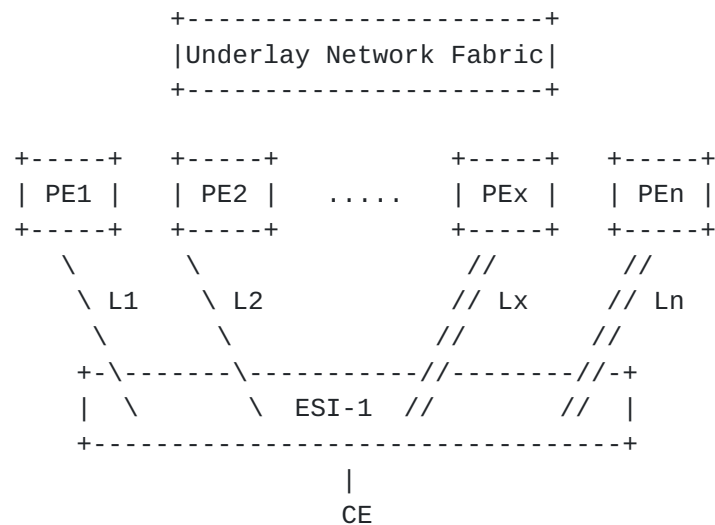 Underlay Network Fabric
PE1 PE2 ..... PEx PEn
L1 L2 Lx Ln
ESI-1
CE